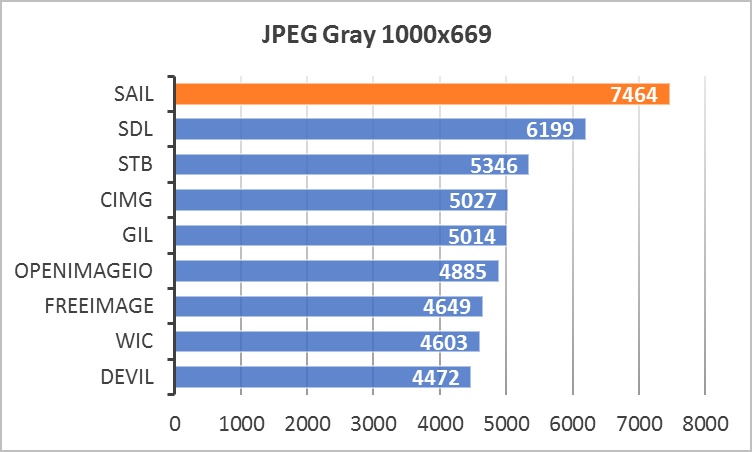 JPEG Gray 1000x669
SAIL 7464
SDL 6199
STB 5346
CIMG 5027
GIL 5014
OPENIMAGEIO 4885
FREEIMAGE 4649
WIC 4603
DEVIL 4472
0 1000 2000 3000 4000 5000 6000 7000 8000